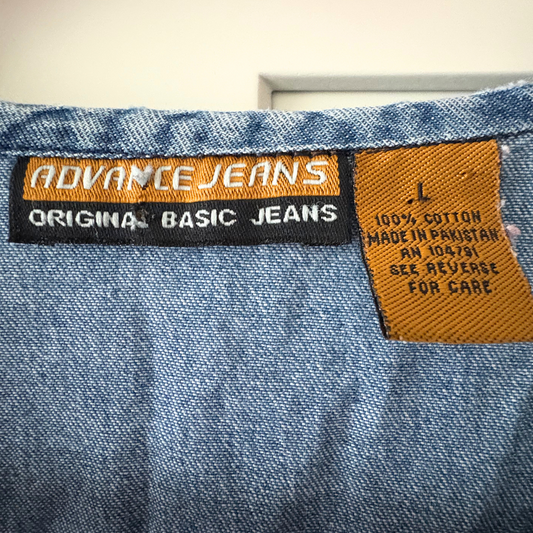 ADVANCE JEANS
ORIGINAL BASIC JEANS
L
100% COTTON
MADE IN PAKISTAN
RN 104791
SEE REVERSE
FOR CARE